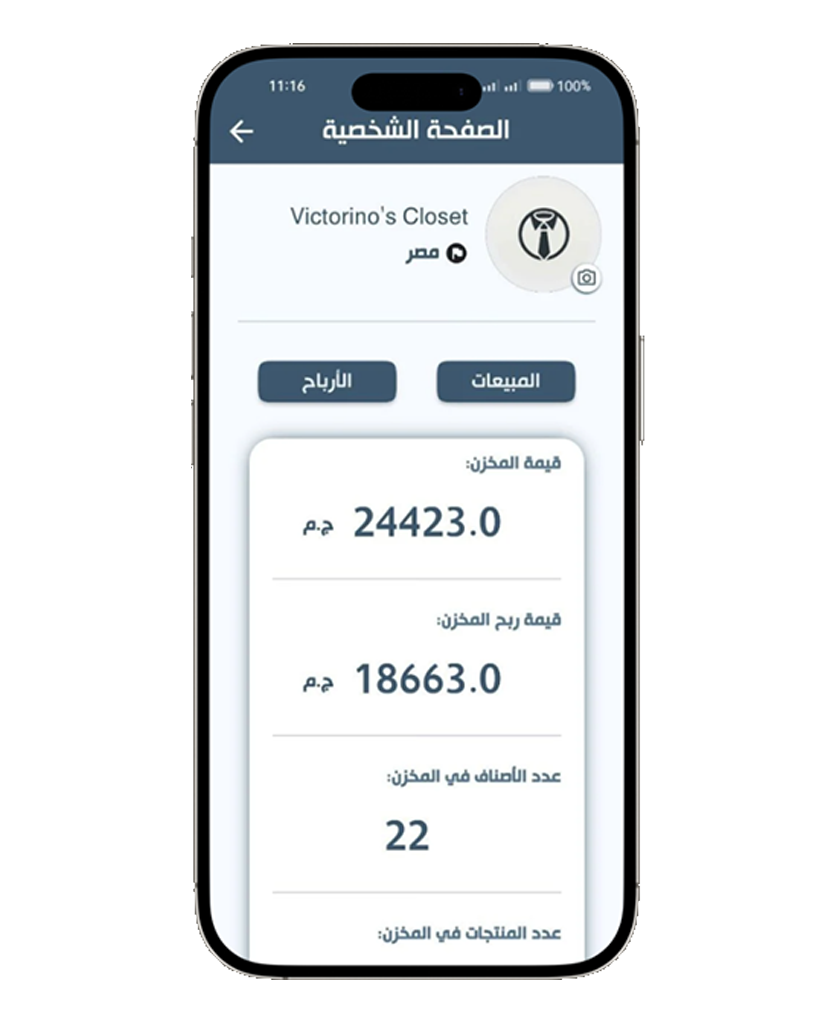 11:16 100%
الصفحة الشخصية
Victorino's Closet
مصر
المبيعات
الأرباح
قيمة المخزن:
24423.0 ج.م
قيمة ربح المخزن:
18663.0 ج.م
عدد الأصناف في المخزن:
22
عدد المنتجات في المخزن: